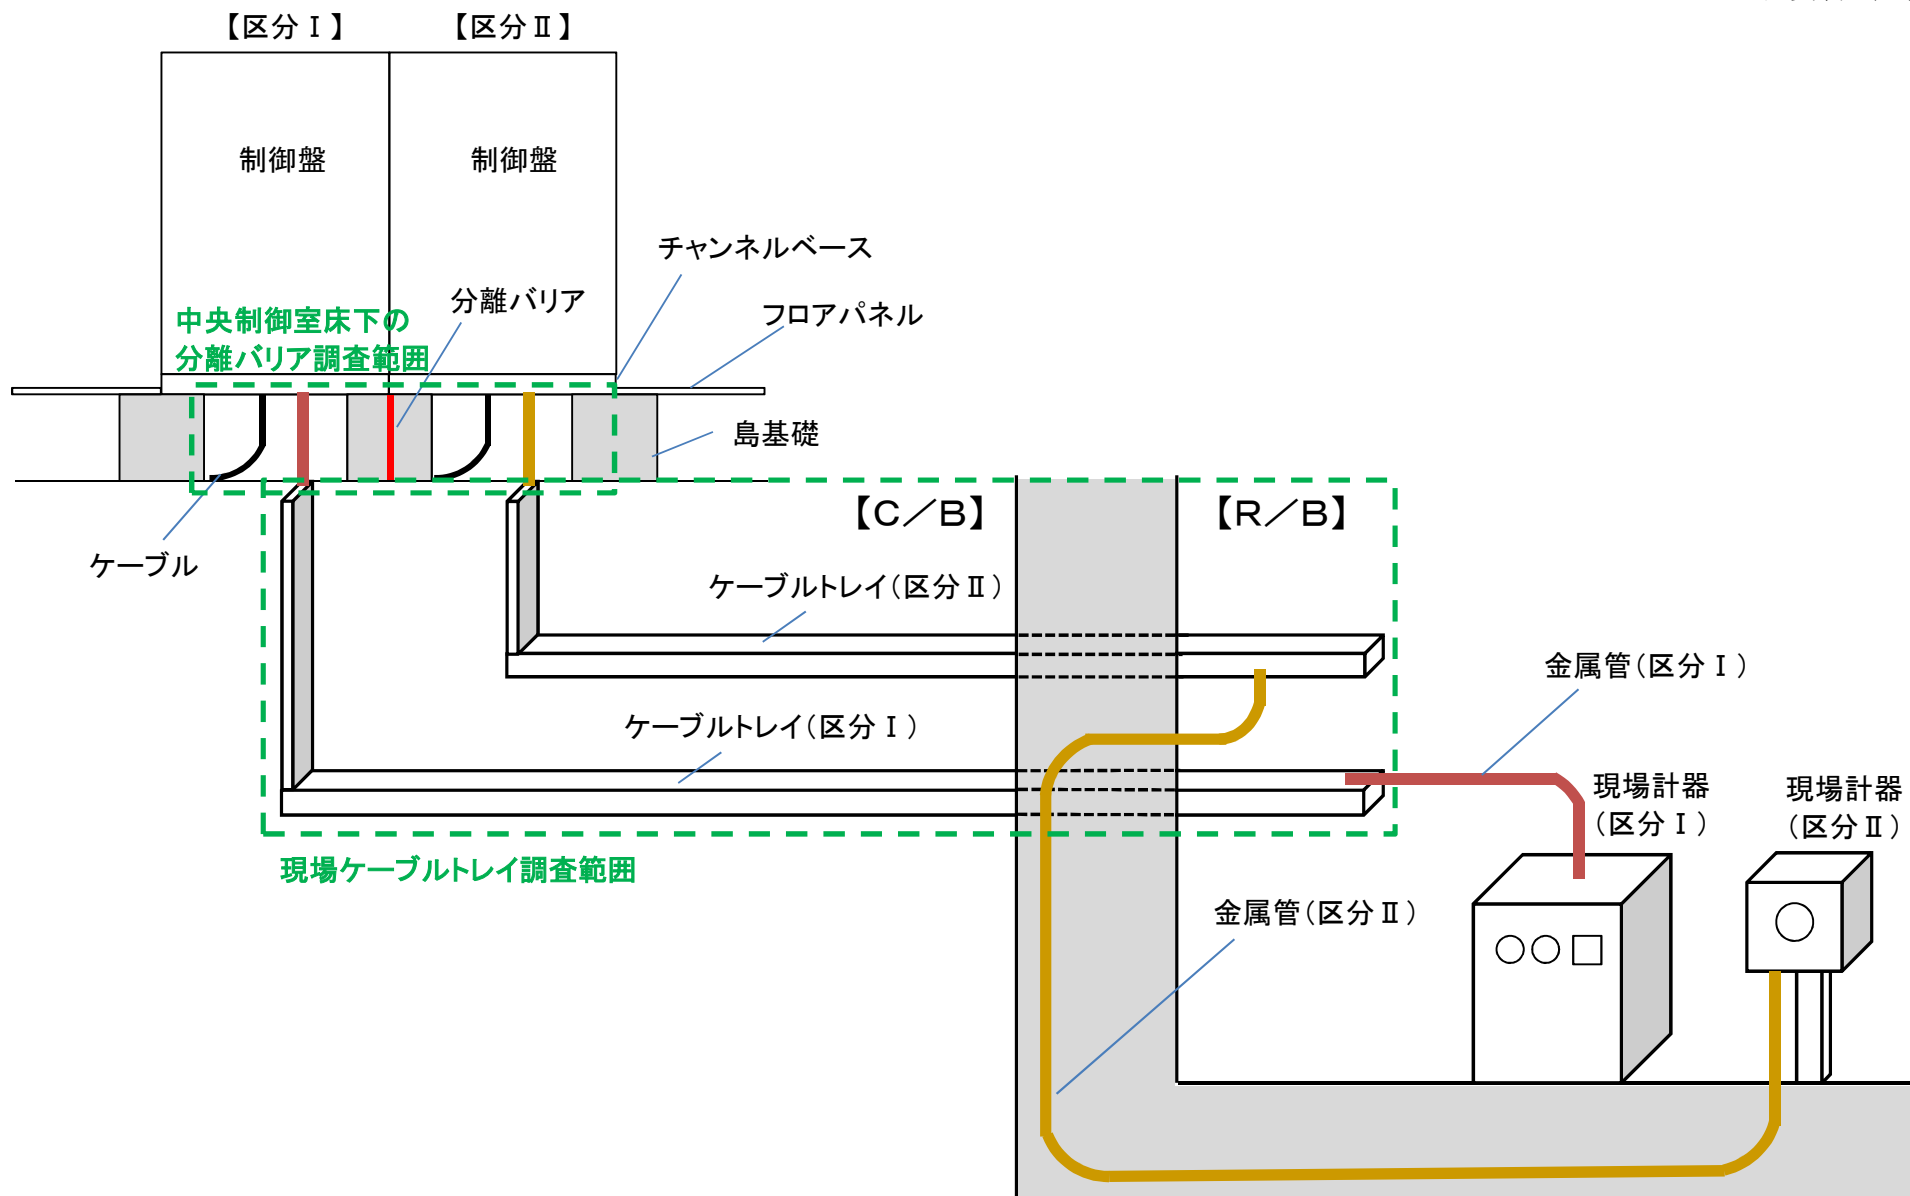 【区分Ⅰ】
【区分Ⅱ】
制御盤
制御盤
チャンネルベース
分離バリア
フロアパネル
中央制御室床下の
分離バリア調査範囲
島基礎
【C／B】
【R／B】
ケーブル
ケーブルトレイ(区分Ⅱ)
金属管(区分Ⅰ)
ケーブルトレイ(区分Ⅰ)
現場計器
(区分Ⅰ)
現場計器
(区分Ⅱ)
現場ケーブルトレイ調査範囲
金属管(区分Ⅱ)